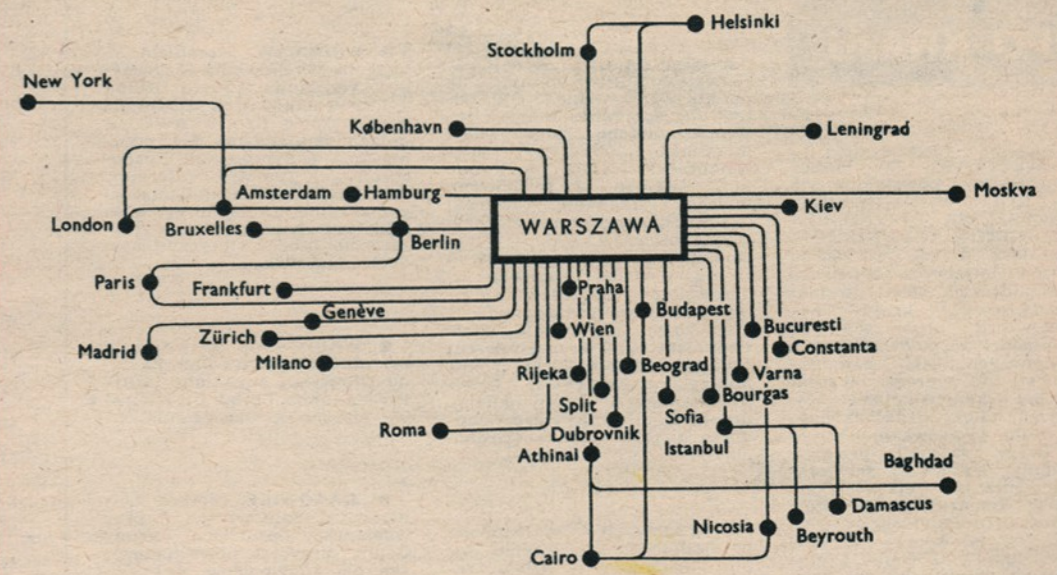 Helsinki
Stockholm
New York
København
Leningrad
Amsterdam
Hamburg
Moskva
Kiev
London
Bruxelles
WARSZAWA
Berlin
Paris
Frankfurt
Praha
Genève
Budapest
Zürich
Wien
Bucuresti
Madrid
Milano
Constanta
Rijeka
Beograd
Varna
Split
Bourgas
Sofia
Roma
Dubrovnik
Istanbul
Athinai
Baghdad
Damascus
Nicosia
Beyrouth
Cairo